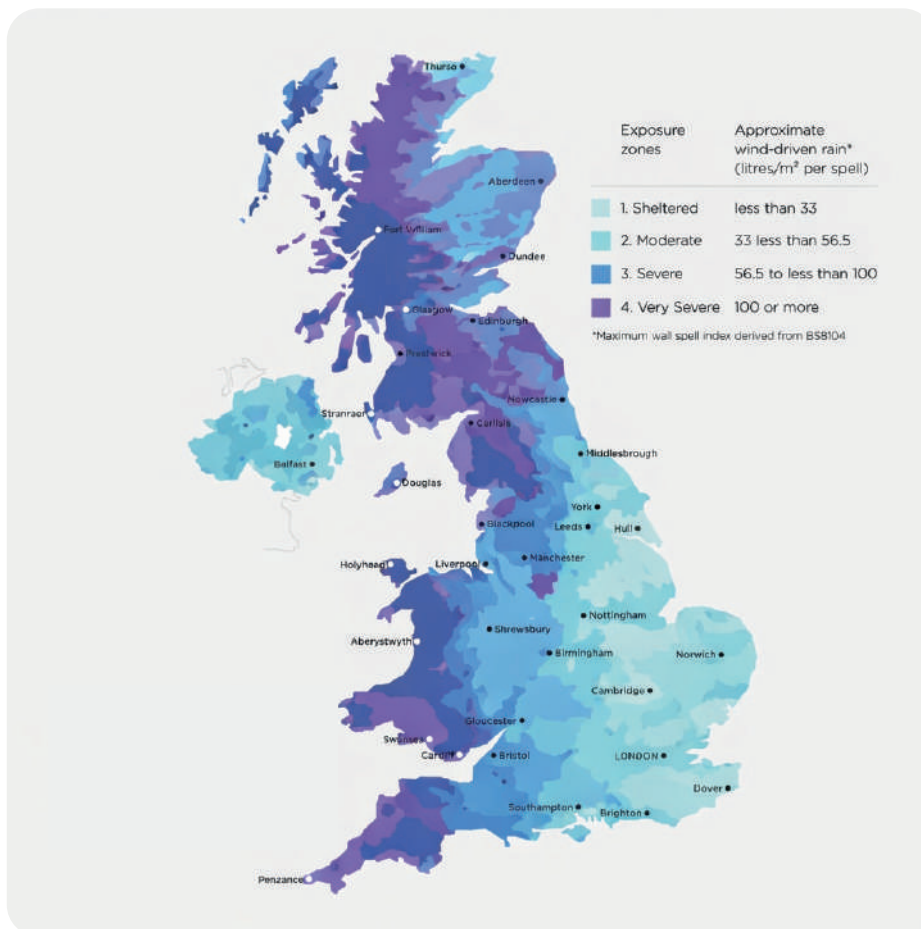 Thurso
Aberdeen
Fort William
Dundee
Glasgow
Edinburgh
Prestwick
Newcastle
Stranraer
Carlisle
Middlesbrough
Belfast
Douglas
York
Blackpool
Leeds
Hull
Holyhead
Liverpool
Manchester
Nottingham
Shrewsbury
Aberystwyth
Birmingham
Norwich
Cambridge
Gloucester
Swansea
Cardiff
Bristol
LONDON
Dover
Southampton
Brighton
Penzance
Exposure
zones
Approximate
wind-driven rain*
(litres/m² per spell)
1. Sheltered less than 33
2. Moderate 33 less than 56.5
3. Severe 56.5 to less than 100
4. Very Severe 100 or more
*Maximum wall spell index derived from BS8104